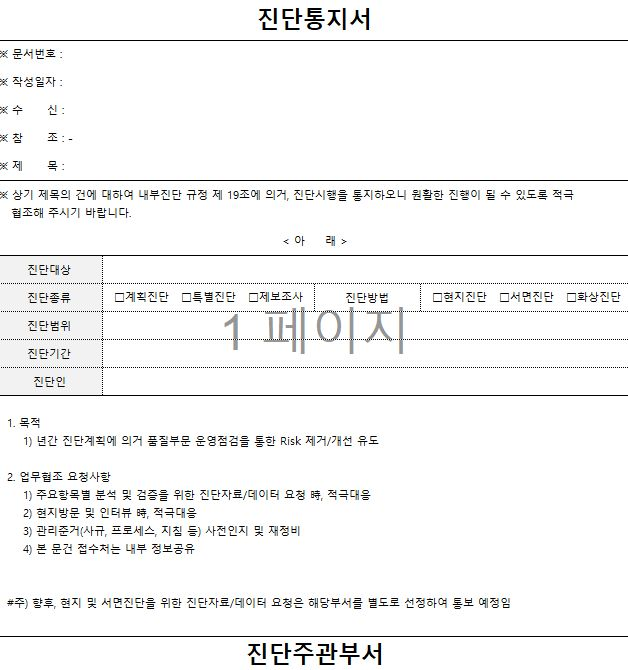 진단통지서
※ 문서번호 :
※ 작성일자 :
※ 수 신 :
※ 참 조 : -
※ 제 목 :
※ 상기 제목의 건에 대하여 내부진단 규정 제 19조에 의거, 진단시행을 통지하오니 원활한 진행이 될 수 있도록 적극
협조해 주시기 바랍니다.
< 아 래 >
진단대상
진단종류 □계획진단 □특별진단 □제보조사 진단방법 □현지진단 □서면진단 □화상진단
진단범위
1 페이지
진단기간
진단인
1. 목적
1) 년간 진단계획에 의거 품질부문 운영점검을 통한 Risk 제거/개선 유도
2. 업무협조 요청사항
1) 주요항목별 분석 및 검증을 위한 진단자료/데이터 요청 時, 적극대응
2) 현지방문 및 인터뷰 時, 적극대응
3) 관리준거(사규, 프로세스, 지침 등) 사전인지 및 재정비
4) 본 문건 접수처는 내부 정보공유
#주) 향후, 현지 및 서면진단을 위한 진단자료/데이터 요청은 해당부서를 별도로 선정하여 통보 예정임
진단주관부서